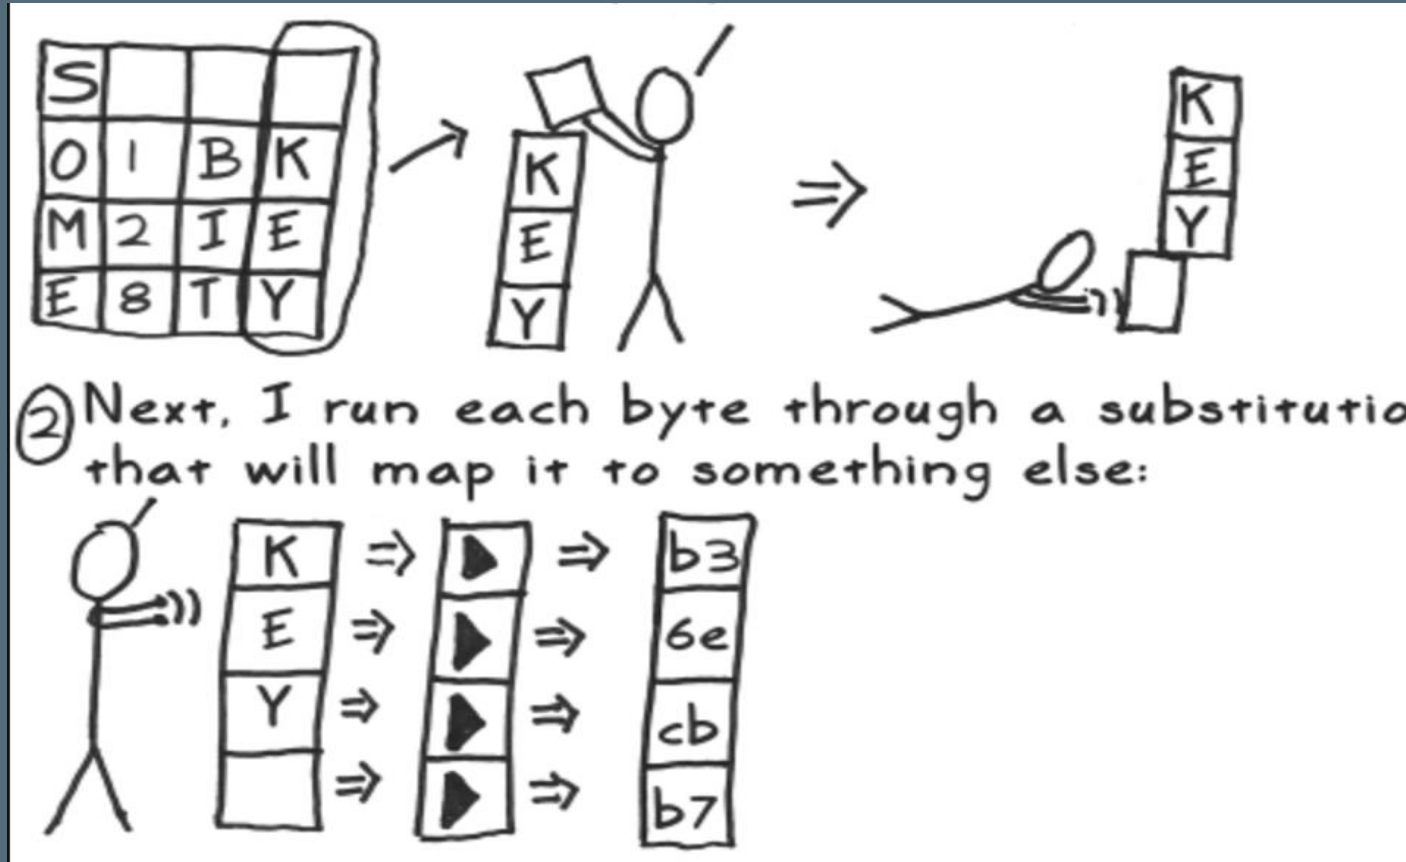 S
O 1 B K
M 2 I E
E 8 T Y
K
E
Y
K
E
Y
② Next, I run each byte through a substitutio
that will map it to something else:
K b3
E 6e
Y cb
b7